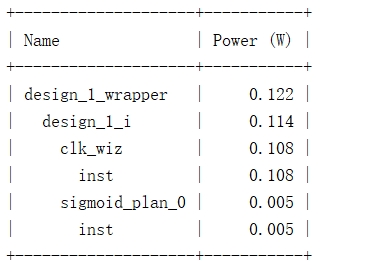 +--------------------+-----------+
| Name               | Power (W) |
+--------------------+-----------+
| design_1_wrapper   |     0.122 |
|   design_1_i       |     0.114 |
|     clk_wiz        |     0.108 |
|       inst         |     0.108 |
|     sigmoid_plan_0 |     0.005 |
|       inst         |     0.005 |
+--------------------+-----------+